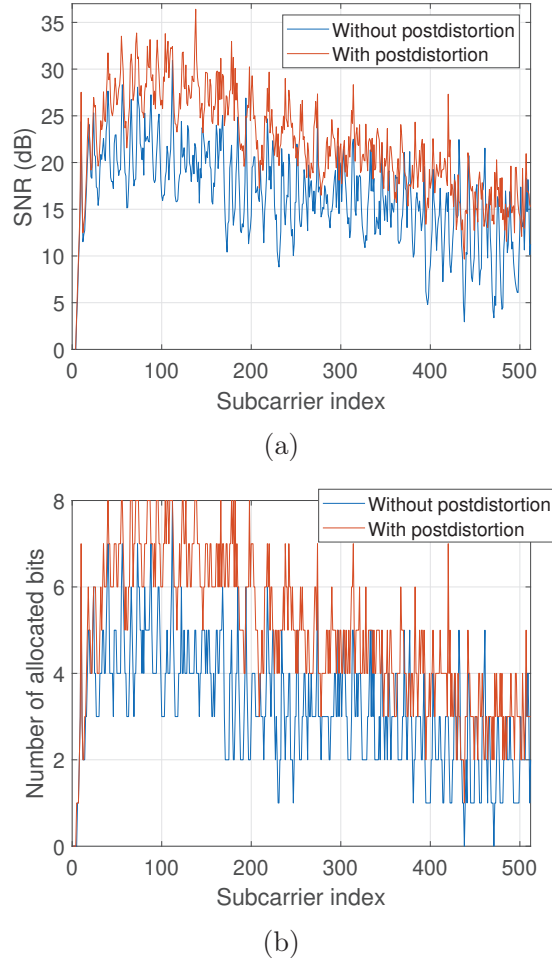 35
30
25
20
15
10
5
0
SNR (dB)
Without postdistortion
With postdistortion
0 100 200 300 400 500
Subcarrier index
(a)
8
6
4
2
0
Number of allocated bits
Without postdistortion
With postdistortion
0 100 200 300 400 500
Subcarrier index
(b)